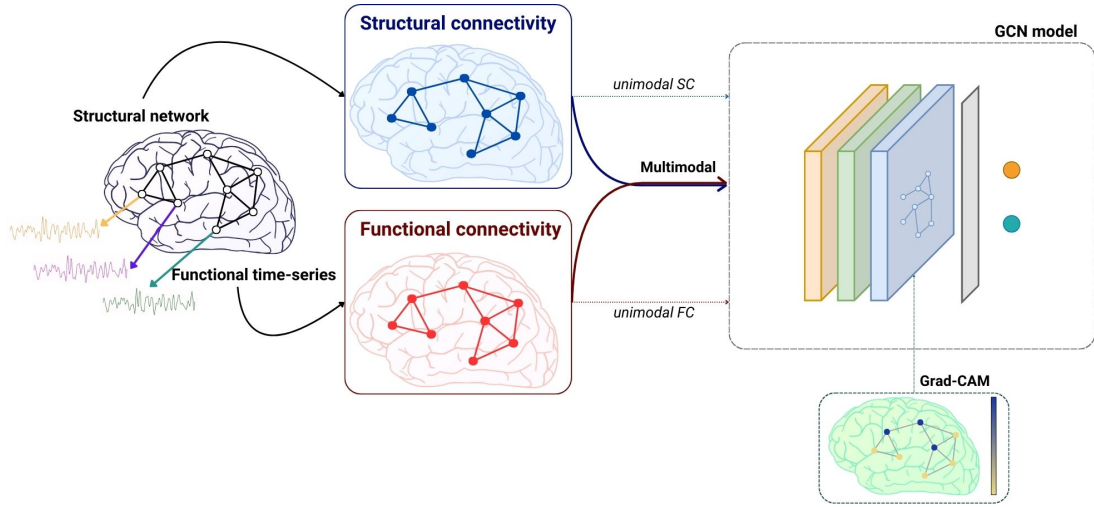 Structural network
Functional time-series
Structural connectivity
Functional connectivity
unimodal SC
Multimodal
unimodal FC
GCN model
Grad-CAM